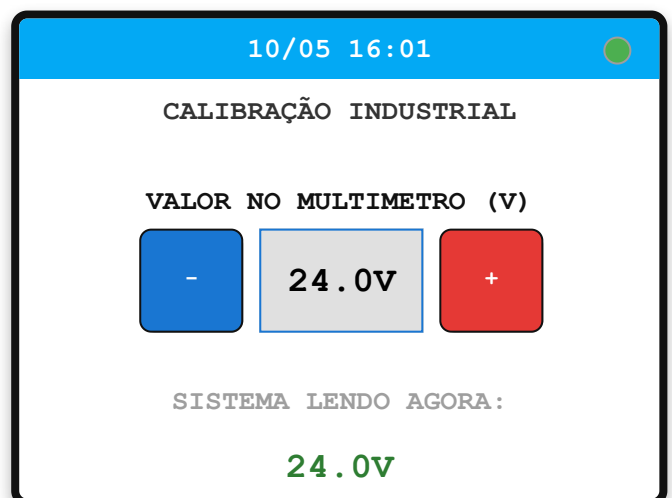 10/05 16:01
CALIBRAÇÃO INDUSTRIAL
VALOR NO MULTIMETRO (V)
- 24.0V +
SISTEMA LENDO AGORA:
24.0V